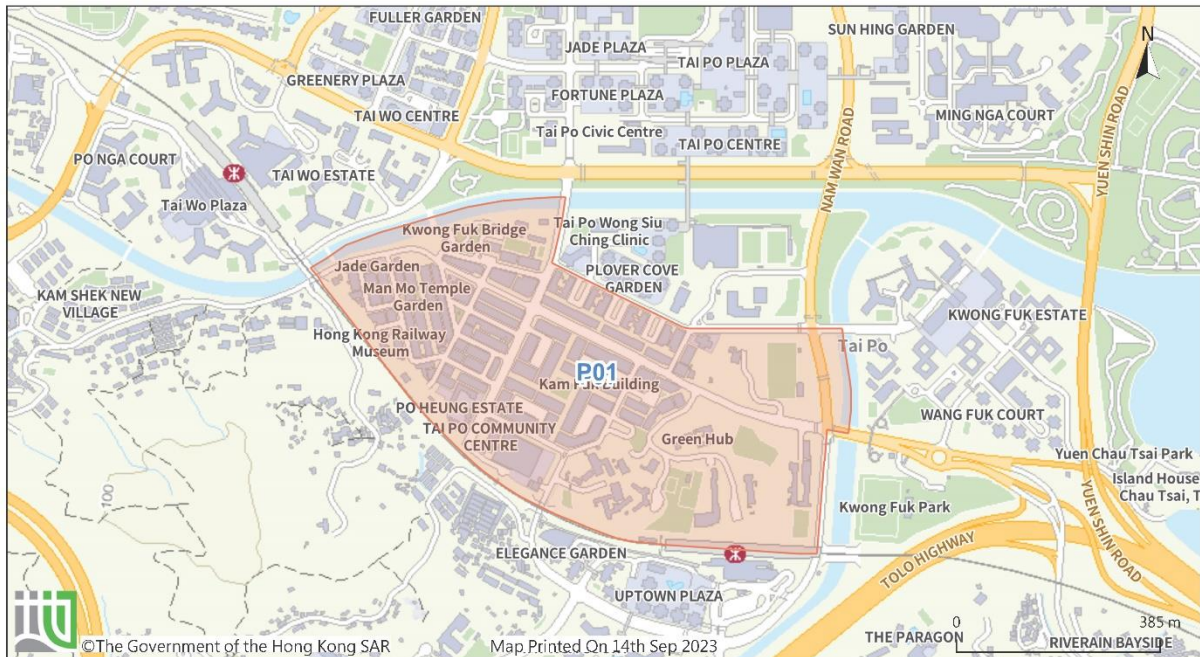 FULLER GARDEN
SUN HING GARDEN
N
JADE PLAZA
TAI PO PLAZA
GREENERY PLAZA
FORTUNE PLAZA
TAI WO CENTRE
MING NGA COURT
Tai Po Civic Centre
TAI PO CENTRE
NAM WAN ROAD
YUEN SHIN ROAD
PO NGA COURT
TAI WO ESTATE
Tai Wo Plaza
Kwong Fuk Bridge
Garden
Tai Po Wong Siu
Ching Clinic
Jade Garden
PLOVER COVE
GARDEN
Man Mo Temple
Garden
KAM SHEK NEW
VILLAGE
Hong Kong Railway
Museum
KWONG FUK ESTATE
Tai Po
P01
Kam Fuk Building
PO HEUNG ESTATE
TAI PO COMMUNITY
CENTRE
Green Hub
WANG FUK COURT
Yuen Chau Tsai Park
Island House
Chau Tsai, T
100
Kwong Fuk Park
YUEN SHIN ROAD
ELEGANCE GARDEN
TOLO HIGHWAY
UPTOWN PLAZA
0
385 m
THE PARAGON
RIVERAIN BAYSIDE
©The Government of the Hong Kong SAR
Map Printed On 14th Sep 2023